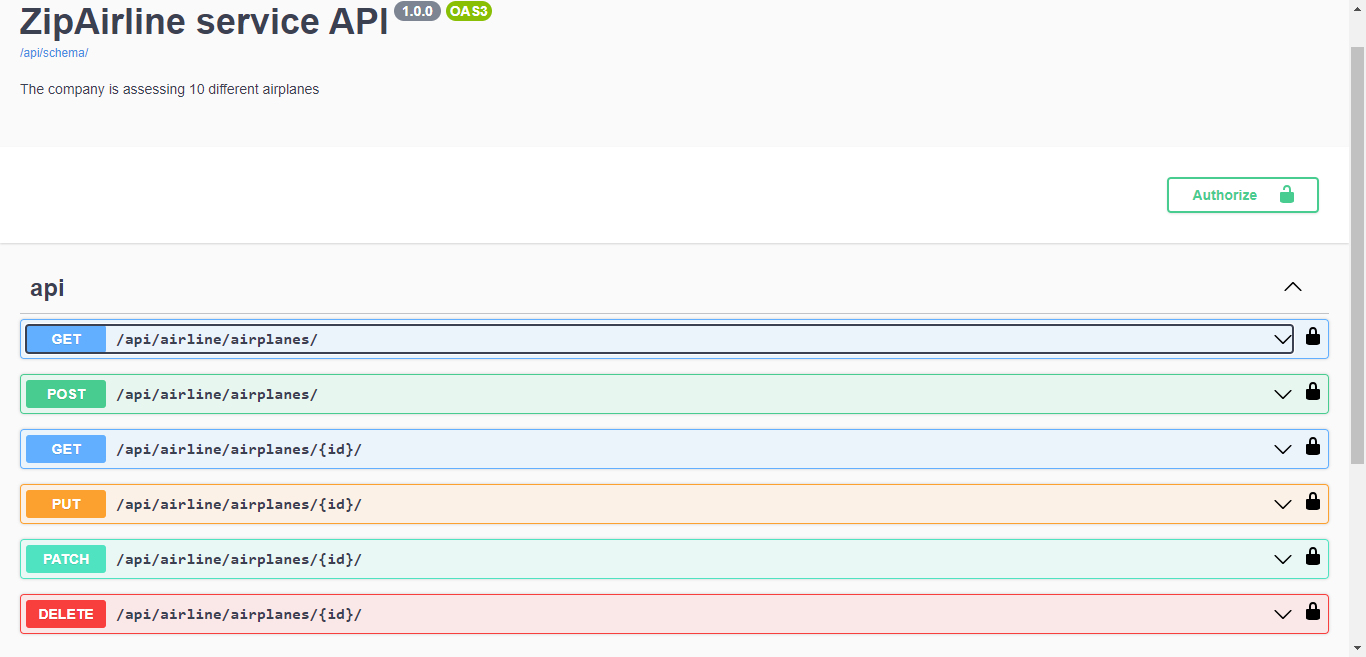 ZipAirline service API 1.0.0 OAS3
/api/schema/
The company is assessing 10 different airplanes
Authorize
api
GET /api/airline/airplanes/
POST /api/airline/airplanes/
GET /api/airline/airplanes/{id}/
PUT /api/airline/airplanes/{id}/
PATCH /api/airline/airplanes/{id}/
DELETE /api/airline/airplanes/{id}/